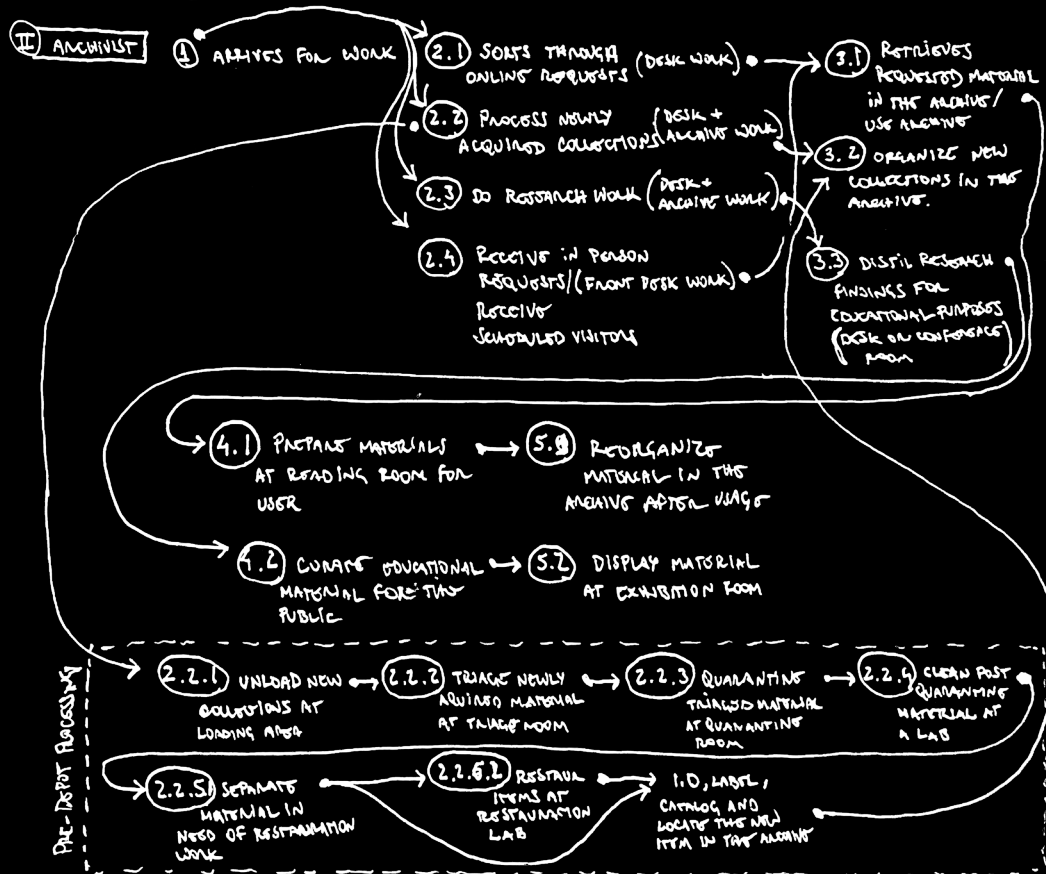 II ARCHIVIST
1 ARRIVES FOR WORK
2.1 SORTS THROUGH
ONLINE REQUESTS (DESK WORK)
2.2 PROCESS NEWLY
ACQUIRED COLLECTIONS (DESK + ARCHIVE WORK)
2.3 DO RESEARCH WORK (DESK + ARCHIVE WORK)
2.4 RECEIVE IN PERSON
REQUESTS/ (FRONT DESK WORK)
RECEIVE
SCHEDULED VISITORS
3.1 RETRIEVES
REQUESTED MATERIAL
IN THE ARCHIVE/
USE ARCHIVE
3.2 ORGANIZE NEW
COLLECTIONS IN THE
ARCHIVE.
3.3 DISTIL RESEARCH
FINDINGS FOR
EDUCATIONAL PURPOSES
(DESK OR CONFERENCE
ROOM)
4.1 PREPARE MATERIALS
AT READING ROOM FOR
USER
5.1 REORGANIZE
MATERIAL IN THE
ARCHIVE AFTER USAGE
4.2 CURATE EDUCATIONAL
MATERIAL FOR THE
PUBLIC
5.2 DISPLAY MATERIAL
AT EXHIBITION ROOM
PRE-DEPOT PROCESSING
2.2.1 UNLOAD NEW
COLLECTIONS AT
LOADING AREA
2.2.2 TRIAGE NEWLY
AQUIRED MATERIAL
AT TRIAGE ROOM
2.2.3 QUARANTINE
TRIAGED MATERIAL
AT QUARANTINE
ROOM
2.2.4 CLEAN POST
QUARANTINE
MATERIAL AT
A LAB
2.2.5.1 SEPARATE
MATERIAL IN
NEED OF RESTAURATION
WORK
2.2.5.2 RESTAUR
ITEMS AT
RESTAURATION
LAB
I.D, LABEL,
CATALOG AND
LOCATE THE NEW
ITEM IN THE ARCHIVE